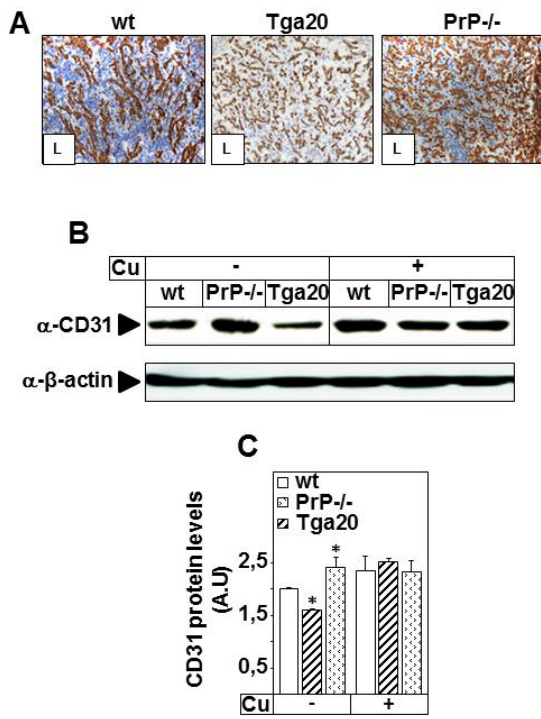 A
wt Tga20 PrP-/-
L L L
B
Cu - +
wt PrP-/- Tga20 wt PrP-/- Tga20
α-CD31
α-β-actin
C
wt
PrP-/-
Tga20
CD31 protein levels
(A.U)
2,5
1,5
0,5
* *
Cu - +